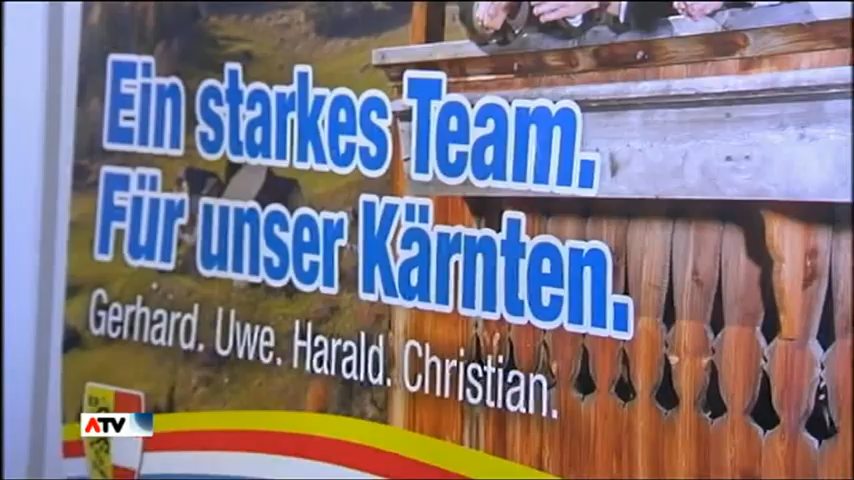 Ein starkes Team.
Für unser Kärnten.
Gerhard. Uwe. Harald. Christian.
ATV